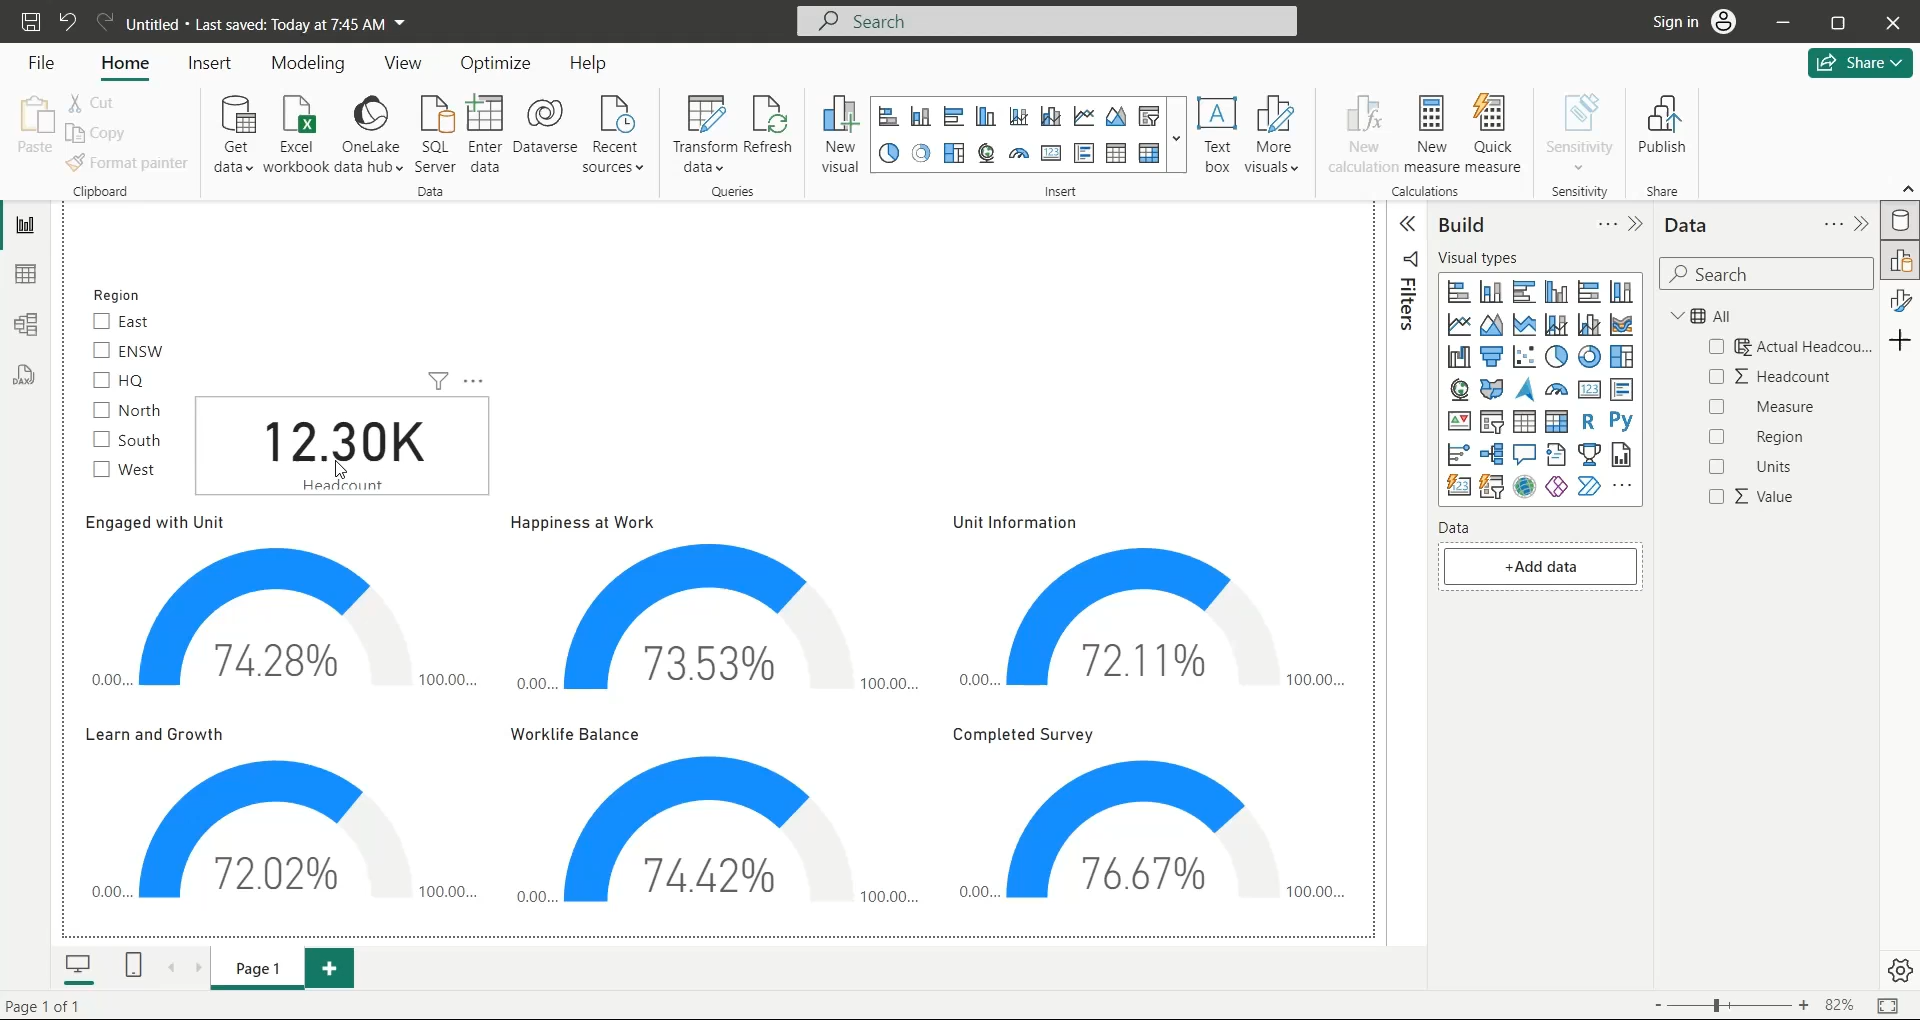 Untitled • Last saved: Today at 7:45 AM
Search
Sign in
File Home Insert Modeling View Optimize Help
Share
Paste
Cut
Copy
Format painter
Clipboard
Get data
Excel workbook
OneLake data hub
SQL Server
Enter data
Dataverse
Recent sources
Data
Transform data
Refresh
Queries
New visual
A
123
Text box
More visuals
Insert
New calculation
New measure
Quick measure
Calculations
Sensitivity
Sensitivity
Publish
Share
DAX
Region
East
ENSW
HQ
North
South
West
12.30K
Headcount
Engaged with Unit
74.28%
0.00...
100.00...
Happiness at Work
73.53%
0.00...
100.00...
Unit Information
72.11%
0.00...
100.00...
Learn and Growth
72.02%
0.00...
100.00...
Worklife Balance
74.42%
0.00...
100.00...
Completed Survey
76.67%
0.00...
100.00...
Filters
Build
Visual types
123
R
Py
123
Data
+Add data
Data
Search
All
Actual Headcou...
Headcount
Measure
Region
Units
Value
Page 1
Page 1 of 1
- + 82%